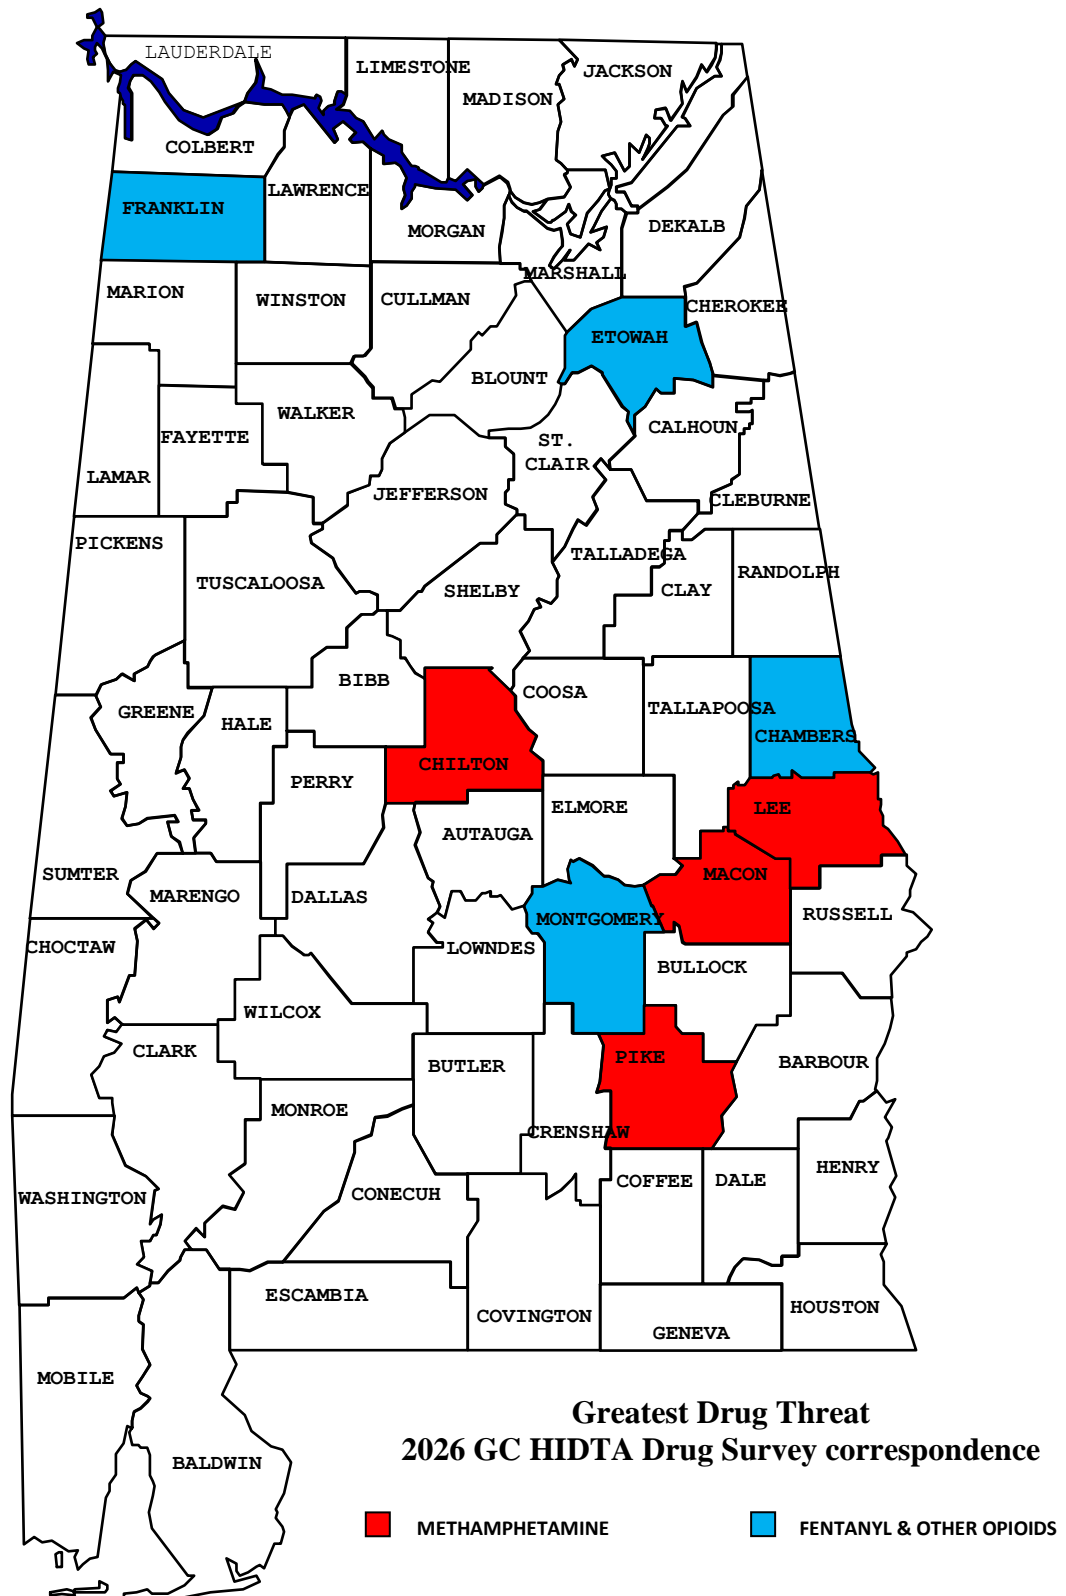 LAUDERDALE
LIMESTONE
JACKSON
MADISON
COLBERT
LAWRENCE
FRANKLIN
DEKALB
MORGAN
MARSHALL
MARION
WINSTON
CULLMAN
CHEROKEE
ETOWAH
BLOUNT
WALKER
CALHOUN
FAYETTE
ST.
CLAIR
LAMAR
JEFFERSON
CLEBURNE
PICKENS
TALLADEGA
RANDOLPH
TUSCALOOSA
SHELBY
CLAY
BIBB
COOSA
TALLAPOOSA
GREENE
HALE
CHAMBERS
CHILTON
PERRY
ELMORE
LEE
AUTAUGA
SUMTER
MACON
MARENGO
DALLAS
RUSSELL
MONTGOMERY
CHOCTAW
LOWNDES
BULLOCK
WILCOX
CLARK
PIKE
BARBOUR
BUTLER
MONROE
CRENSHAW
HENRY
COFFEE
DALE
CONECUH
WASHINGTON
ESCAMBIA
HOUSTON
COVINGTON
GENEVA
MOBILE
Greatest Drug Threat
2026 GC HIDTA Drug Survey correspondence
BALDWIN
METHAMPHETAMINE
FENTANYL & OTHER OPIOIDS